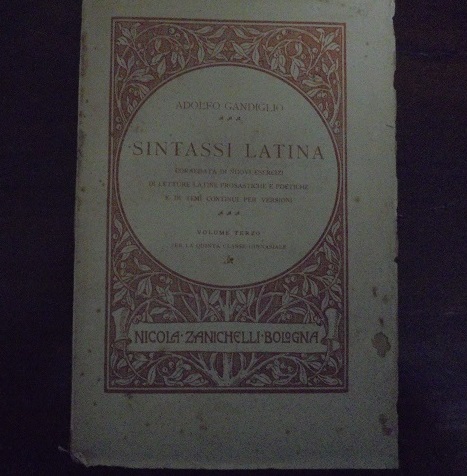 ADOLFO GANDIGLIO
SINTASSI LATINA
CORREDATA DI NUOVI ESERCIZI
DI LETTURE LATINE PROSASTICHE E POETICHE
E DI TEMI CONTINUI PER VERSIONI
VOLUME TERZO
PER LA QUINTA CLASSE GINNASIALE
NICOLA · ZANICHELLI · BOLOGNA